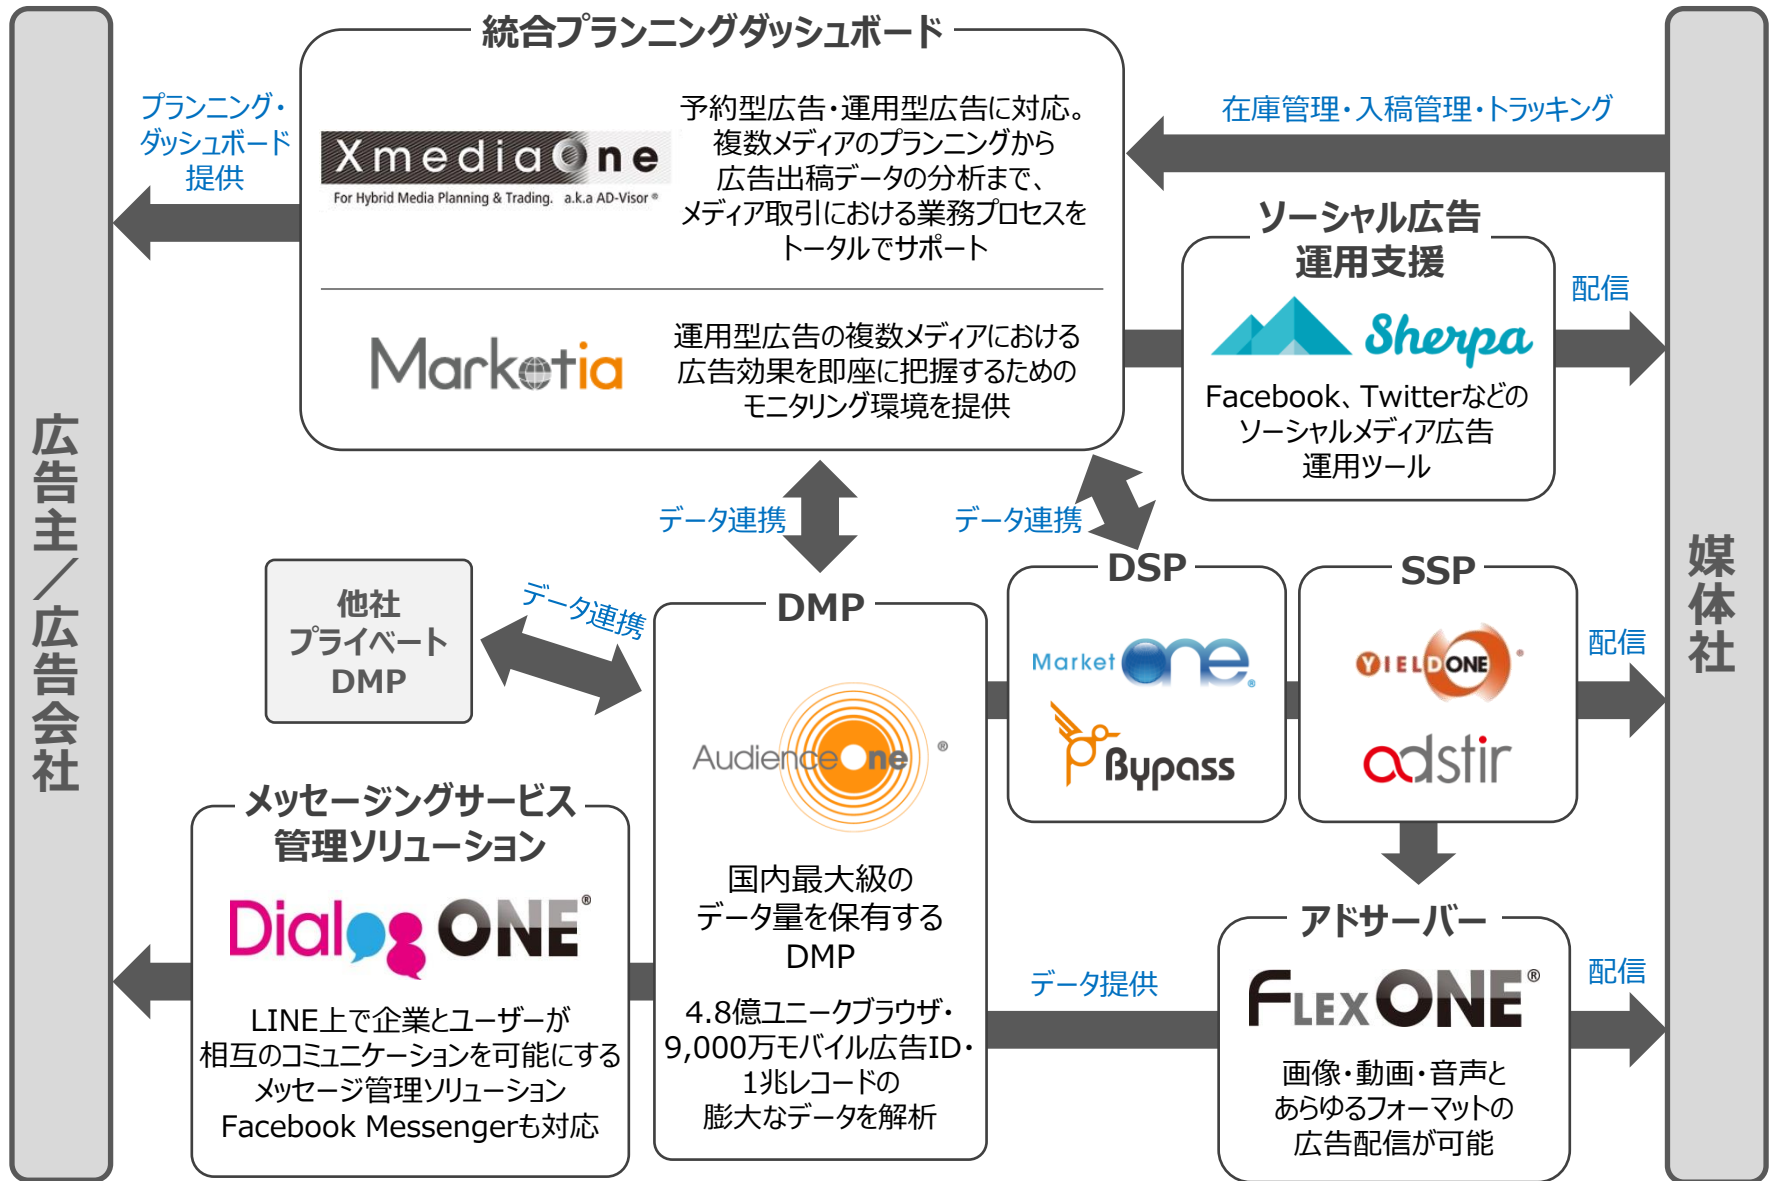 広告主／広告会社
プランニング・
ダッシュボード
提供
統合プランニングダッシュボード
XmediaOne
For Hybrid Media Planning & Trading. a.k.a AD-Visor ®
予約型広告・運用型広告に対応。
複数メディアのプランニングから
広告出稿データの分析まで、
メディア取引における業務プロセスを
トータルでサポート
Marketia
運用型広告の複数メディアにおける
広告効果を即座に把握するための
モニタリング環境を提供
在庫管理・入稿管理・トラッキング
ソーシャル広告
運用支援
Sherpa
Facebook、Twitterなどの
ソーシャルメディア広告
運用ツール
配信
データ連携
データ連携
他社
プライベート
DMP
データ連携
DMP
AudienceOne ®
国内最大級の
データ量を保有する
DMP
4.8億ユニークブラウザ・
9,000万モバイル広告ID・
1兆レコードの
膨大なデータを解析
DSP
Market one ®
Bypass
SSP
YIELD ONE ®
adstir
配信
メッセージングサービス
管理ソリューション
Dialog ONE®
LINE上で企業とユーザーが
相互のコミュニケーションを可能にする
メッセージ管理ソリューション
Facebook Messengerも対応
データ提供
アドサーバー
FLEX ONE®
画像・動画・音声と
あらゆるフォーマットの
広告配信が可能
配信
媒体社